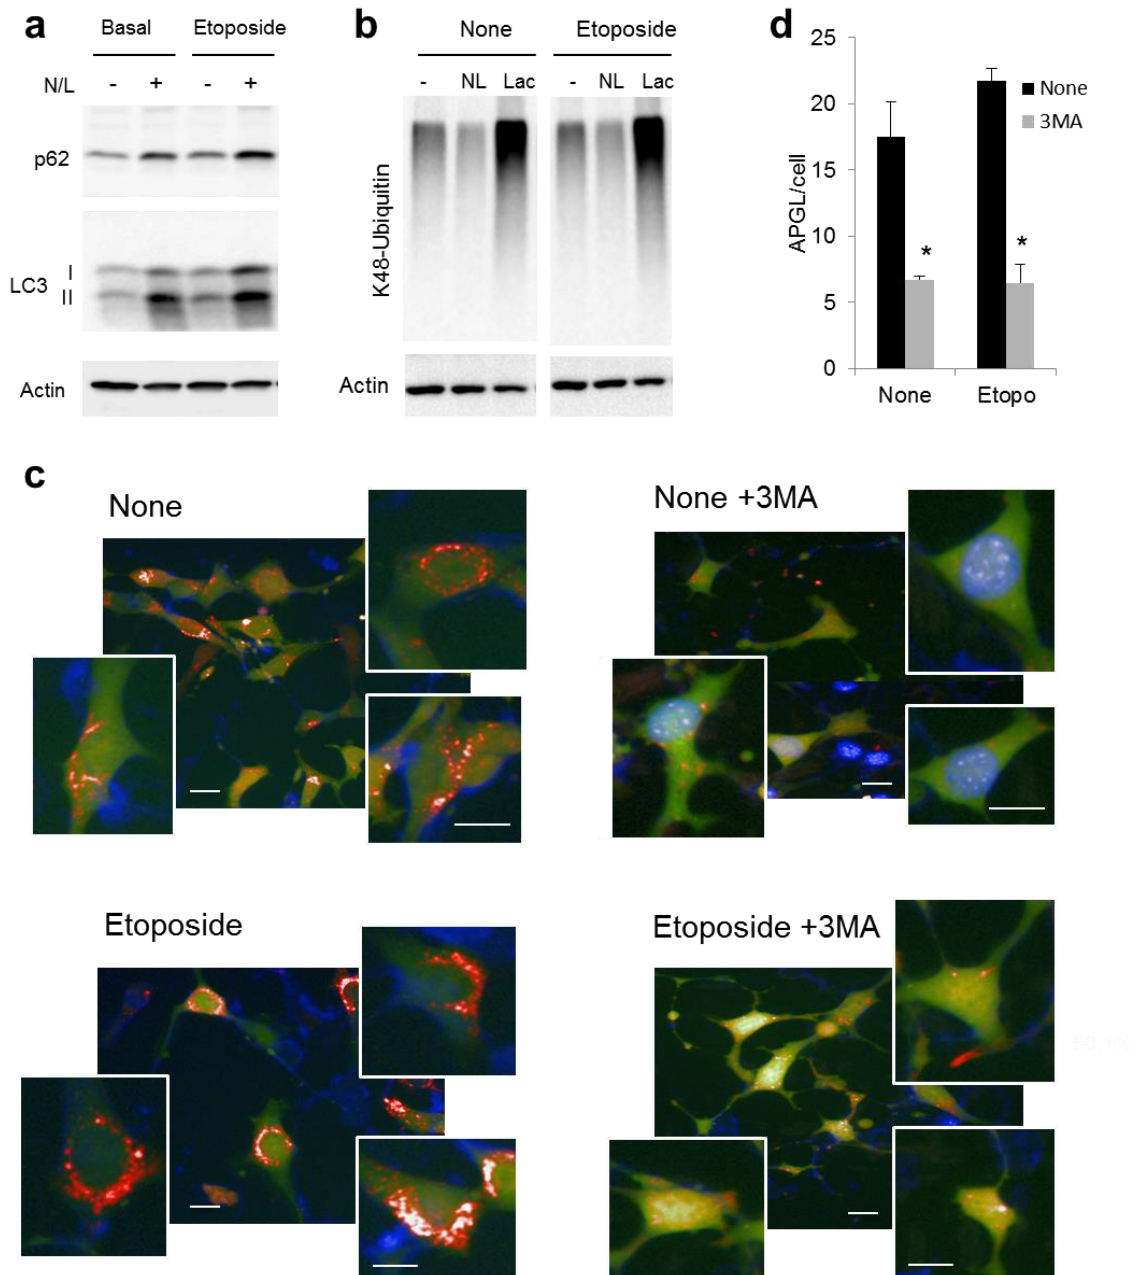 a
Basal Etoposide
N/L - + - +
p62
LC3
I
II
Actin
b
None Etoposide
- NL Lac - NL Lac
K48-Ubiquitin
Actin
d
25
20
15
10
5
0
APGL/cell
None
3MA
*
*
None Etopo
c
None
None +3MA
Etoposide
Etoposide +3MA